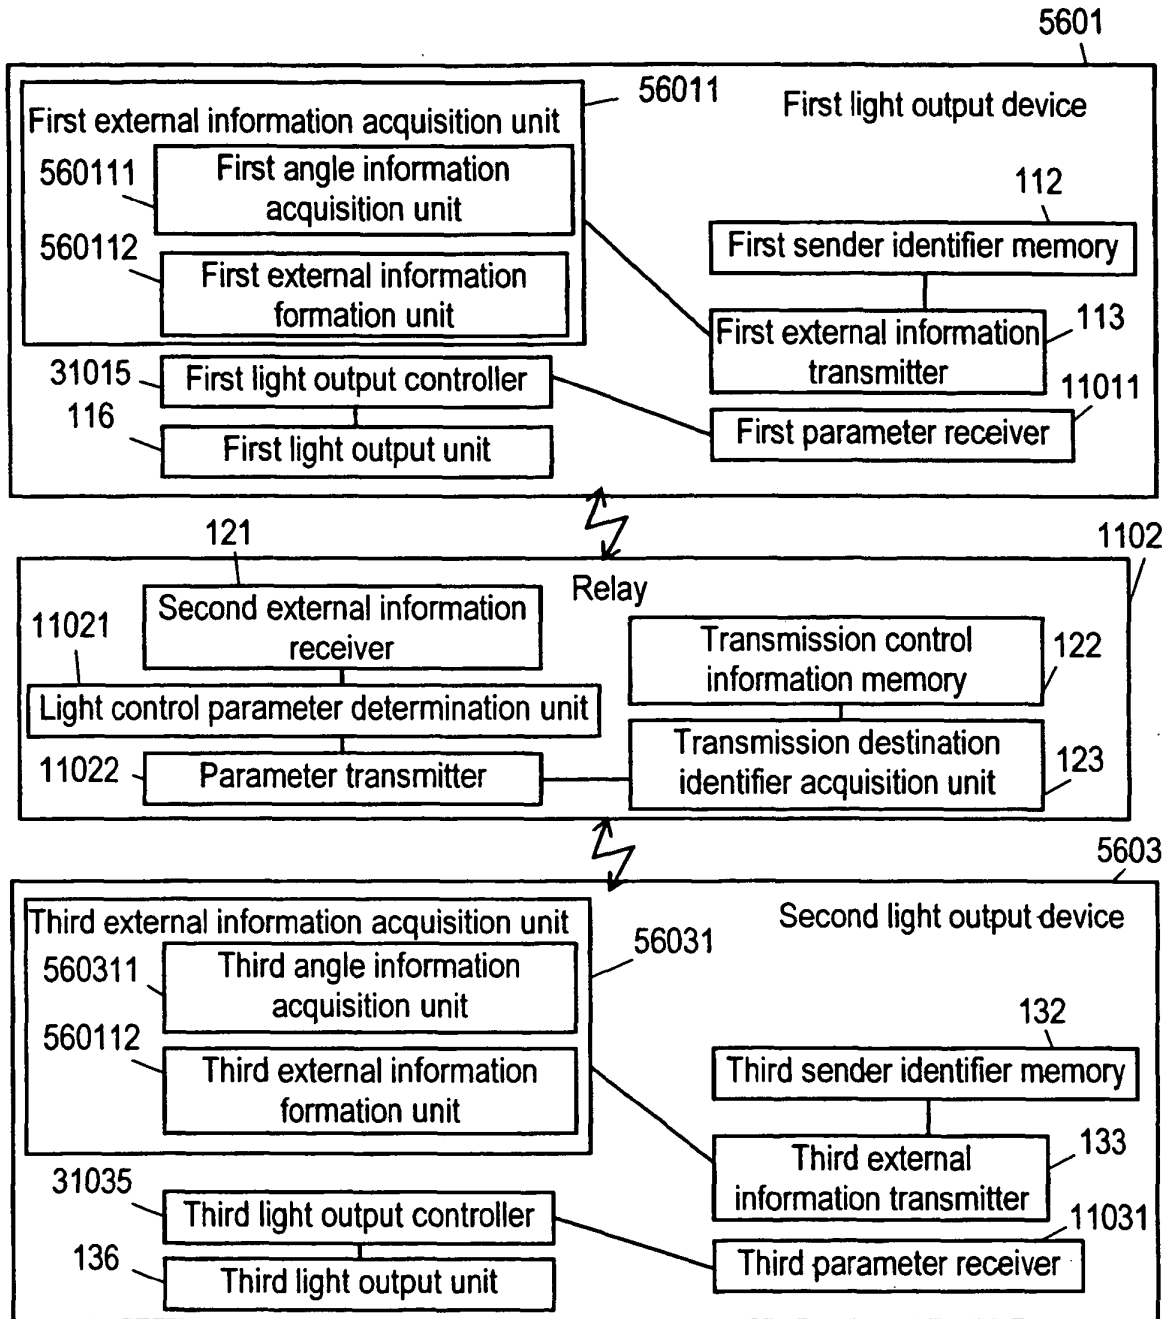 5601
56011
First light output device
First external information acquisition unit
560111
First angle information
acquisition unit
112
First sender identifier memory
560112
First external information
formation unit
First external information
transmitter
113
31015
First light output controller
11011
First parameter receiver
116
First light output unit
121
1102
Relay
Second external information
receiver
11021
Transmission control
information memory
122
Light control parameter determination unit
Transmission destination
identifier acquisition unit
123
11022
Parameter transmitter
5603
Third external information acquisition unit
Second light output device
56031
560311
Third angle information
acquisition unit
132
Third sender identifier memory
560112
Third external information
formation unit
Third external
information transmitter
133
31035
Third light output controller
11031
Third parameter receiver
136
Third light output unit